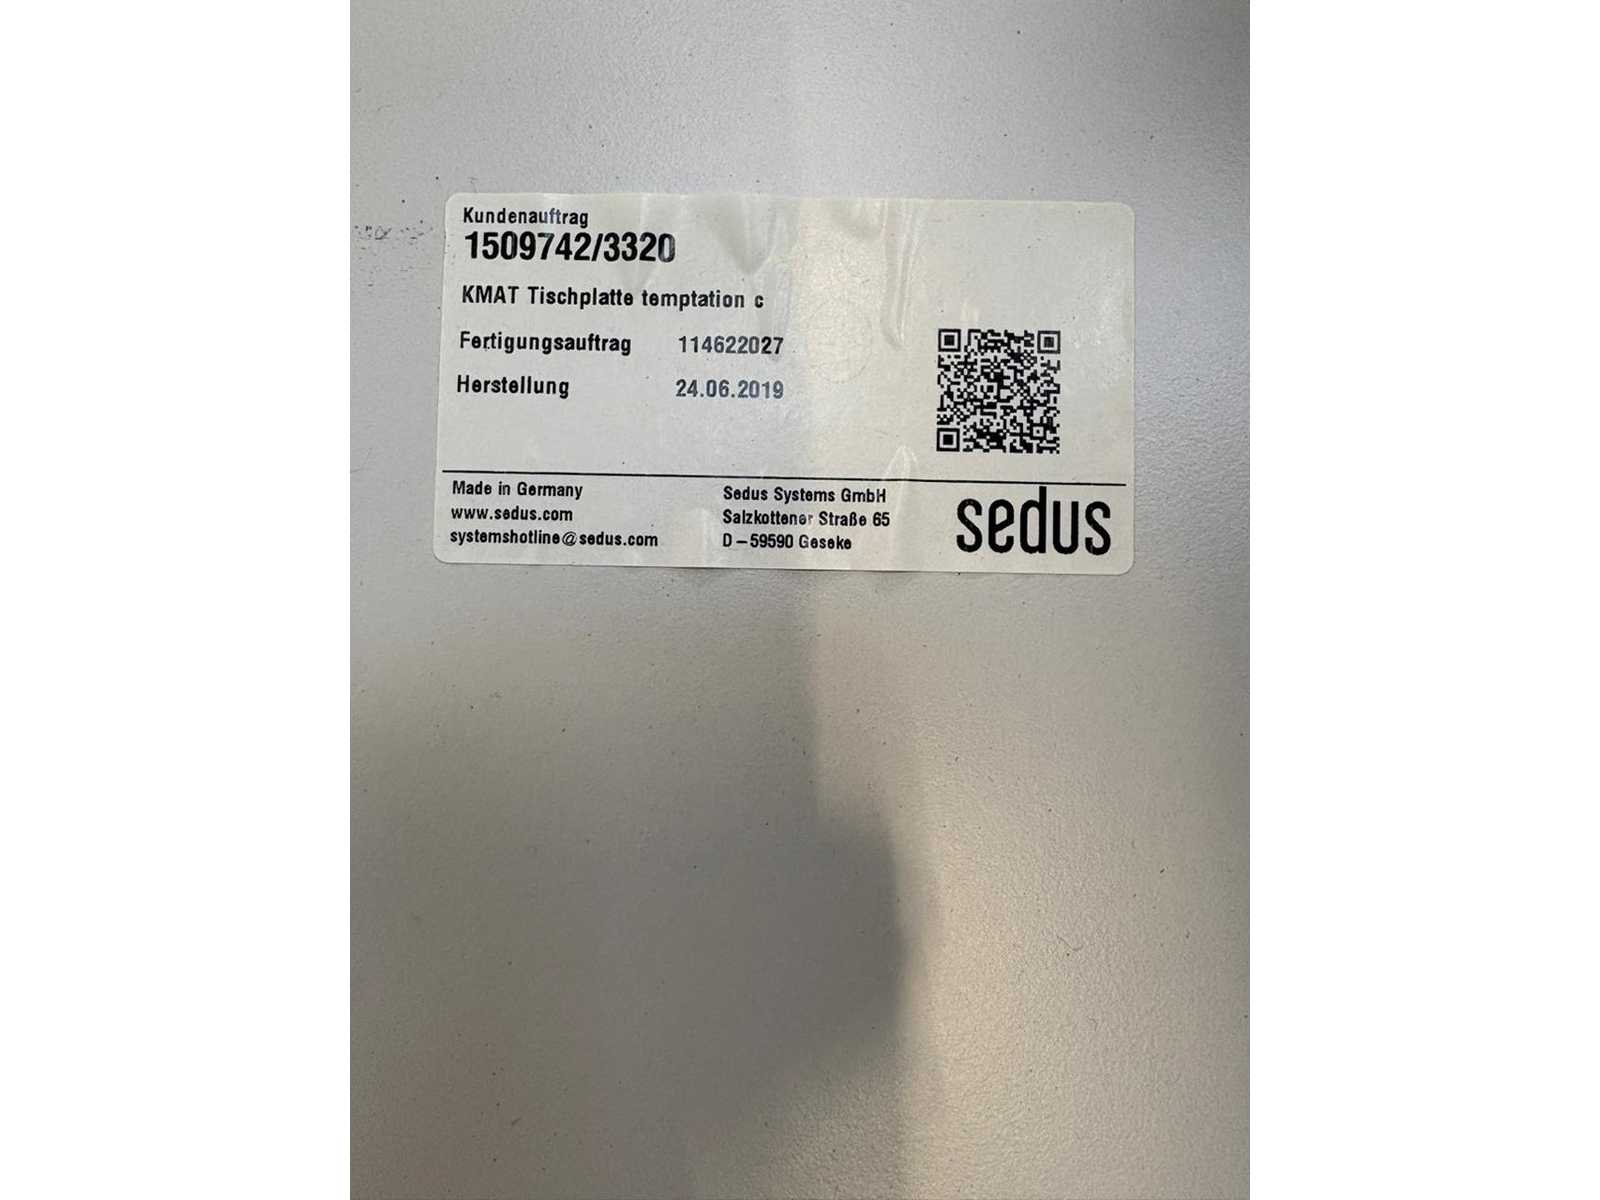 Kundenauftrag
1509742/3320
KMAT Tischplatte temptation c
Fertigungsauftrag 114622027
Herstellung 24.06.2019
Made in Germany
www.sedus.com
systemshotline@sedus.com
Sedus Systems GmbH
Salzkottener Straße 65
D-59590 Geseke
sedus